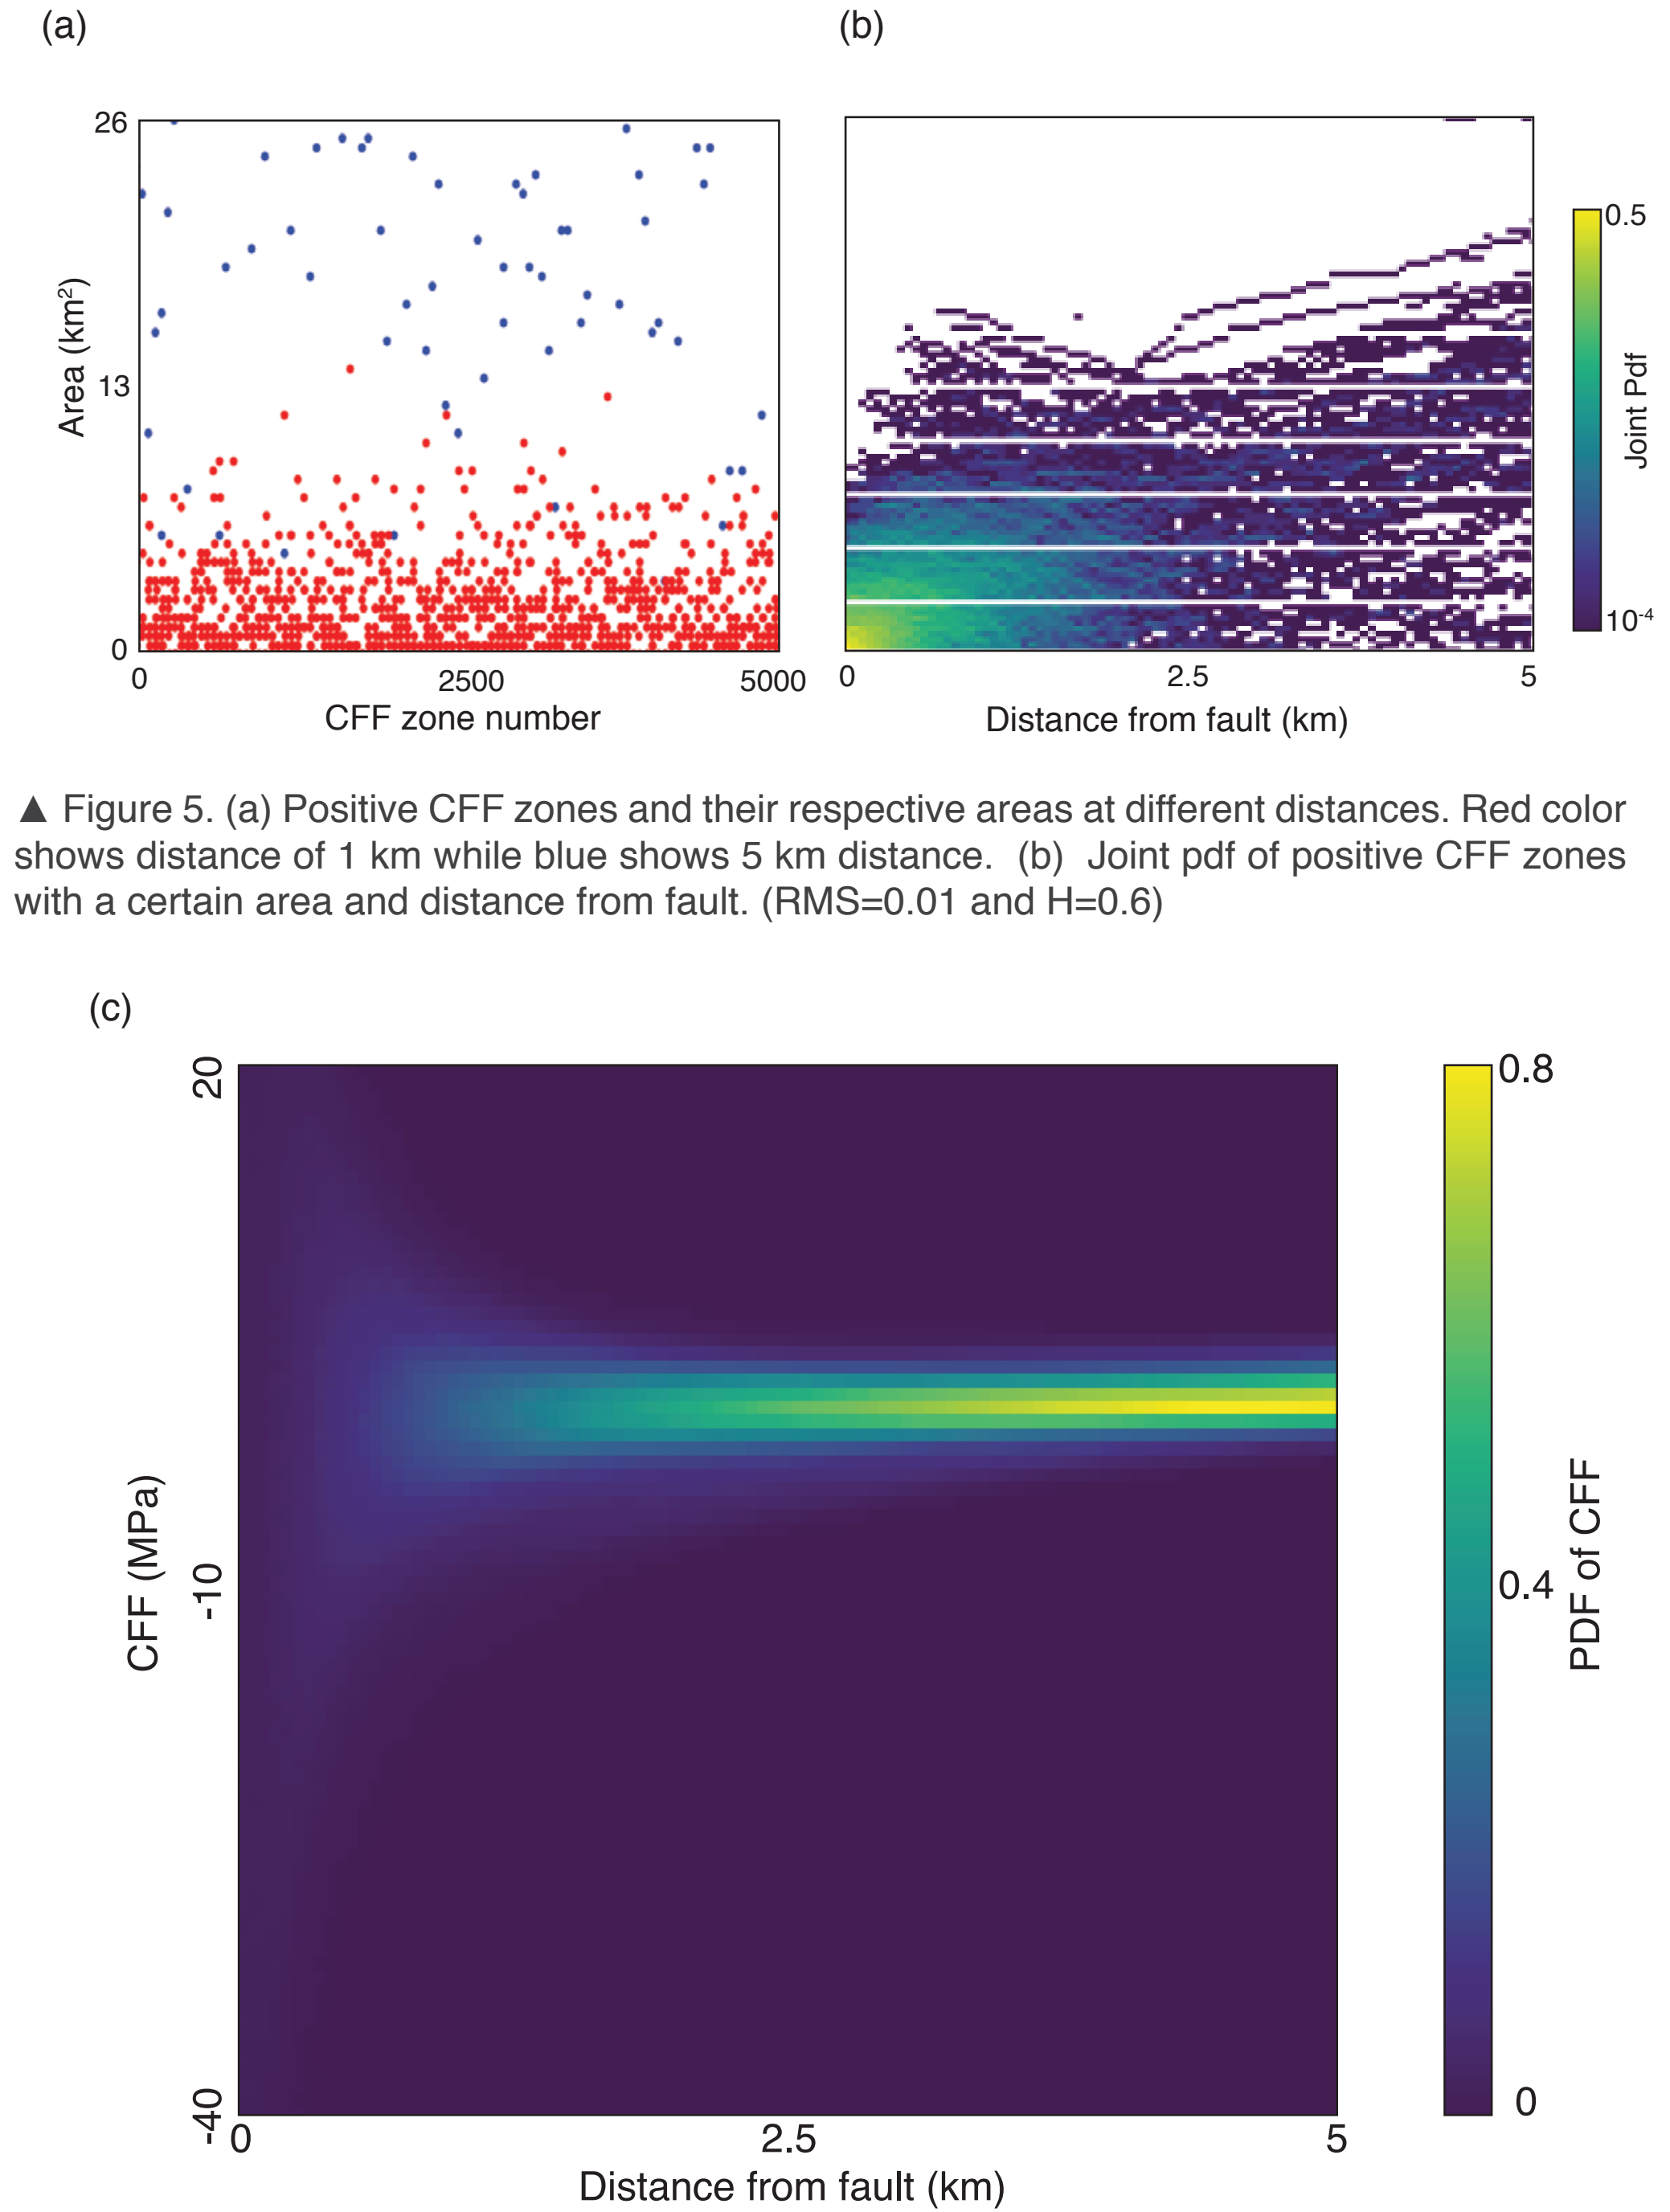 (a)
(b)
26
13
0
Area (km²)
0
2500
5000
CFF zone number
0
2.5
5
Distance from fault (km)
0.5
10⁻⁴
Joint Pdf
▲ Figure 5. (a) Positive CFF zones and their respective areas at different distances. Red color
shows distance of 1 km while blue shows 5 km distance. (b) Joint pdf of positive CFF zones
with a certain area and distance from fault. (RMS=0.01 and H=0.6)
(c)
20
-10
-40
CFF (MPa)
0
2.5
5
Distance from fault (km)
0.8
0.4
0
PDF of CFF